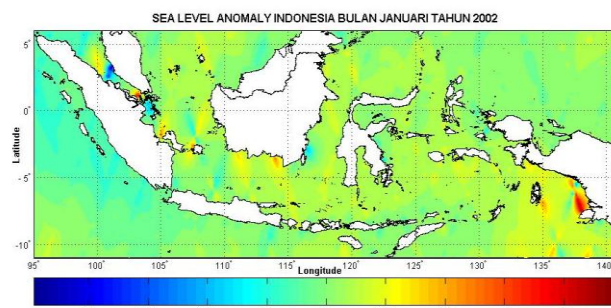 SEA LEVEL ANOMALY INDONESIA BULAN JANUARI TAHUN 2002
Latitude
5°
0°
-5°
-10°
95° 100° 105° 110° 115° 120° 125° 130° 135° 140°
Longitude